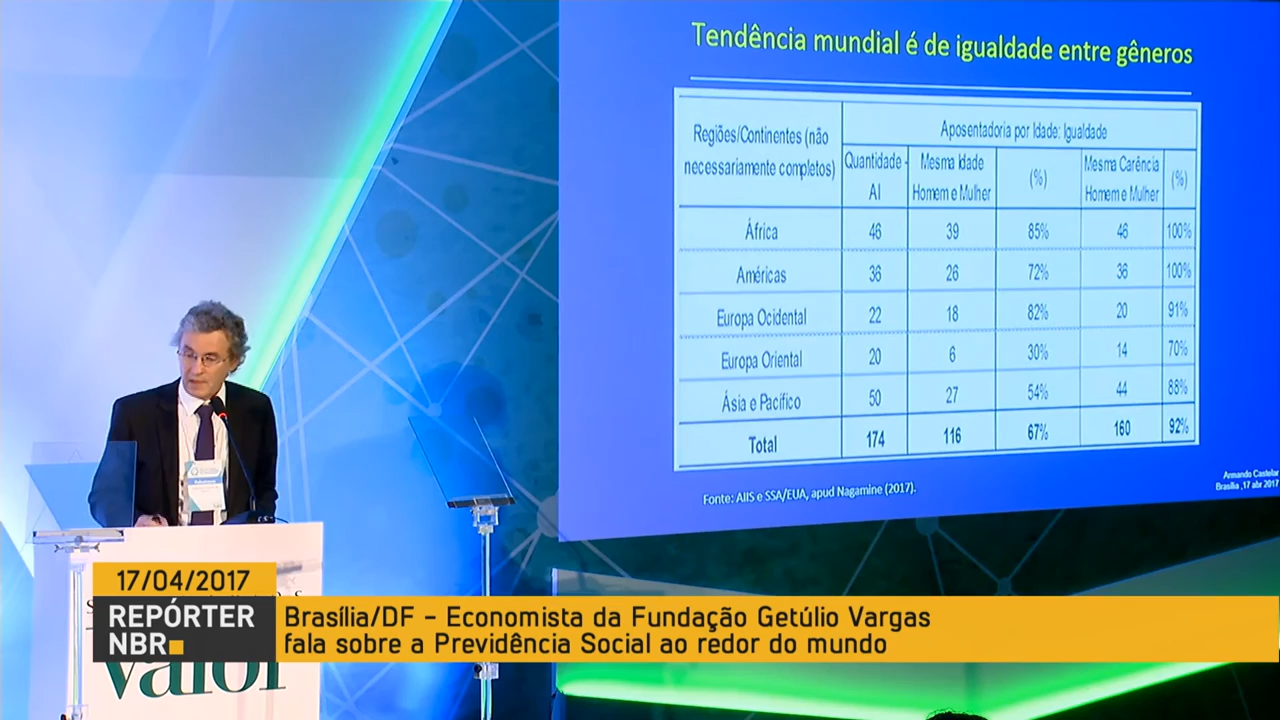 Tendência mundial é de igualdade entre gêneros
Regiões/Continentes (não necessariamente completos)
Aposentadoria por Idade: Igualdade
Quantidade - AI
Mesma Idade Homem e Mulher
(%)
Mesma Carência Homem e Mulher
(%)
África 46 39 85% 46 100%
Américas 36 26 72% 36 100%
Europa Ocidental 22 18 82% 20 91%
Europa Oriental 20 6 30% 14 70%
Ásia e Pacífico 50 27 54% 44 88%
Total 174 116 67% 160 92%
Fonte: AIIS e SSA/EUA, apud Nagamine (2017).
Armando Castelar
Brasília ,17 abr 2017
17/04/2017
REPÓRTER
NBR
Brasília/DF - Economista da Fundação Getúlio Vargas
fala sobre a Previdência Social ao redor do mundo
valor